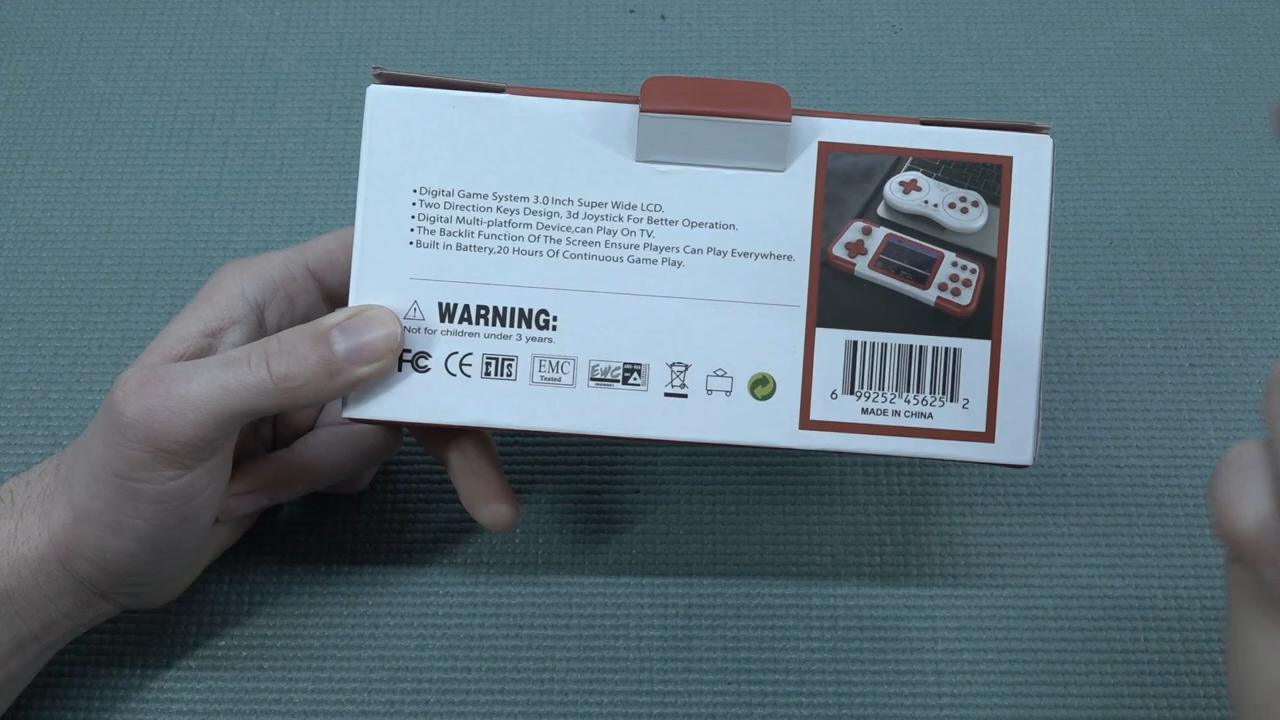 •Digital Game System 3.0 Inch Super Wide LCD.
•Two Direction Keys Design, 3d Joystick For Better Operation.
•Digital Multi-platform Device,can Play On TV.
•The Backlit Function Of The Screen Ensure Players Can Play Everywhere.
•Built in Battery,20 Hours Of Continuous Game Play.
WARNING:
Not for children under 3 years.
FC CE ETS EMC
Tested
EWC
6 99252 45625 2
MADE IN CHINA